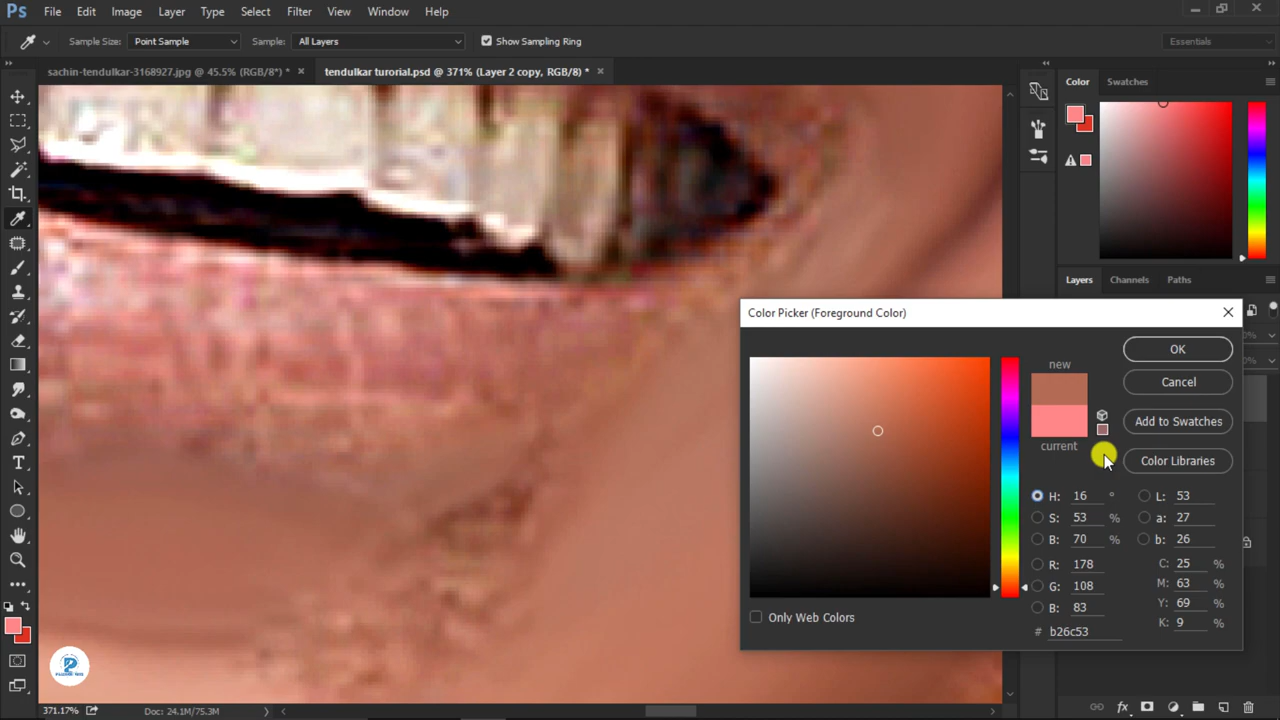 Ps File Edit Image Layer Type Select Filter View Window Help
Sample Size: Point Sample Sample: All Layers Show Sampling Ring Essentials
sachin-tendulkar-3168927.jpg @ 45.5% (RGB/8*) * × tendulkar turorial.psd @ 371% (Layer 2 copy, RGB/8) * ×
Color Swatches
Layers Channels Paths
Color Picker (Foreground Color)
new
OK
Cancel
Add to Swatches
current
Color Libraries
H: 16 ° L: 53
S: 53 % a: 27
B: 70 % b: 26
R: 178 C: 25 %
G: 108 M: 63 %
B: 83 Y: 69 %
K: 9 %
# b26c53
Only Web Colors
371.17% Doc: 24.1M/75.3M